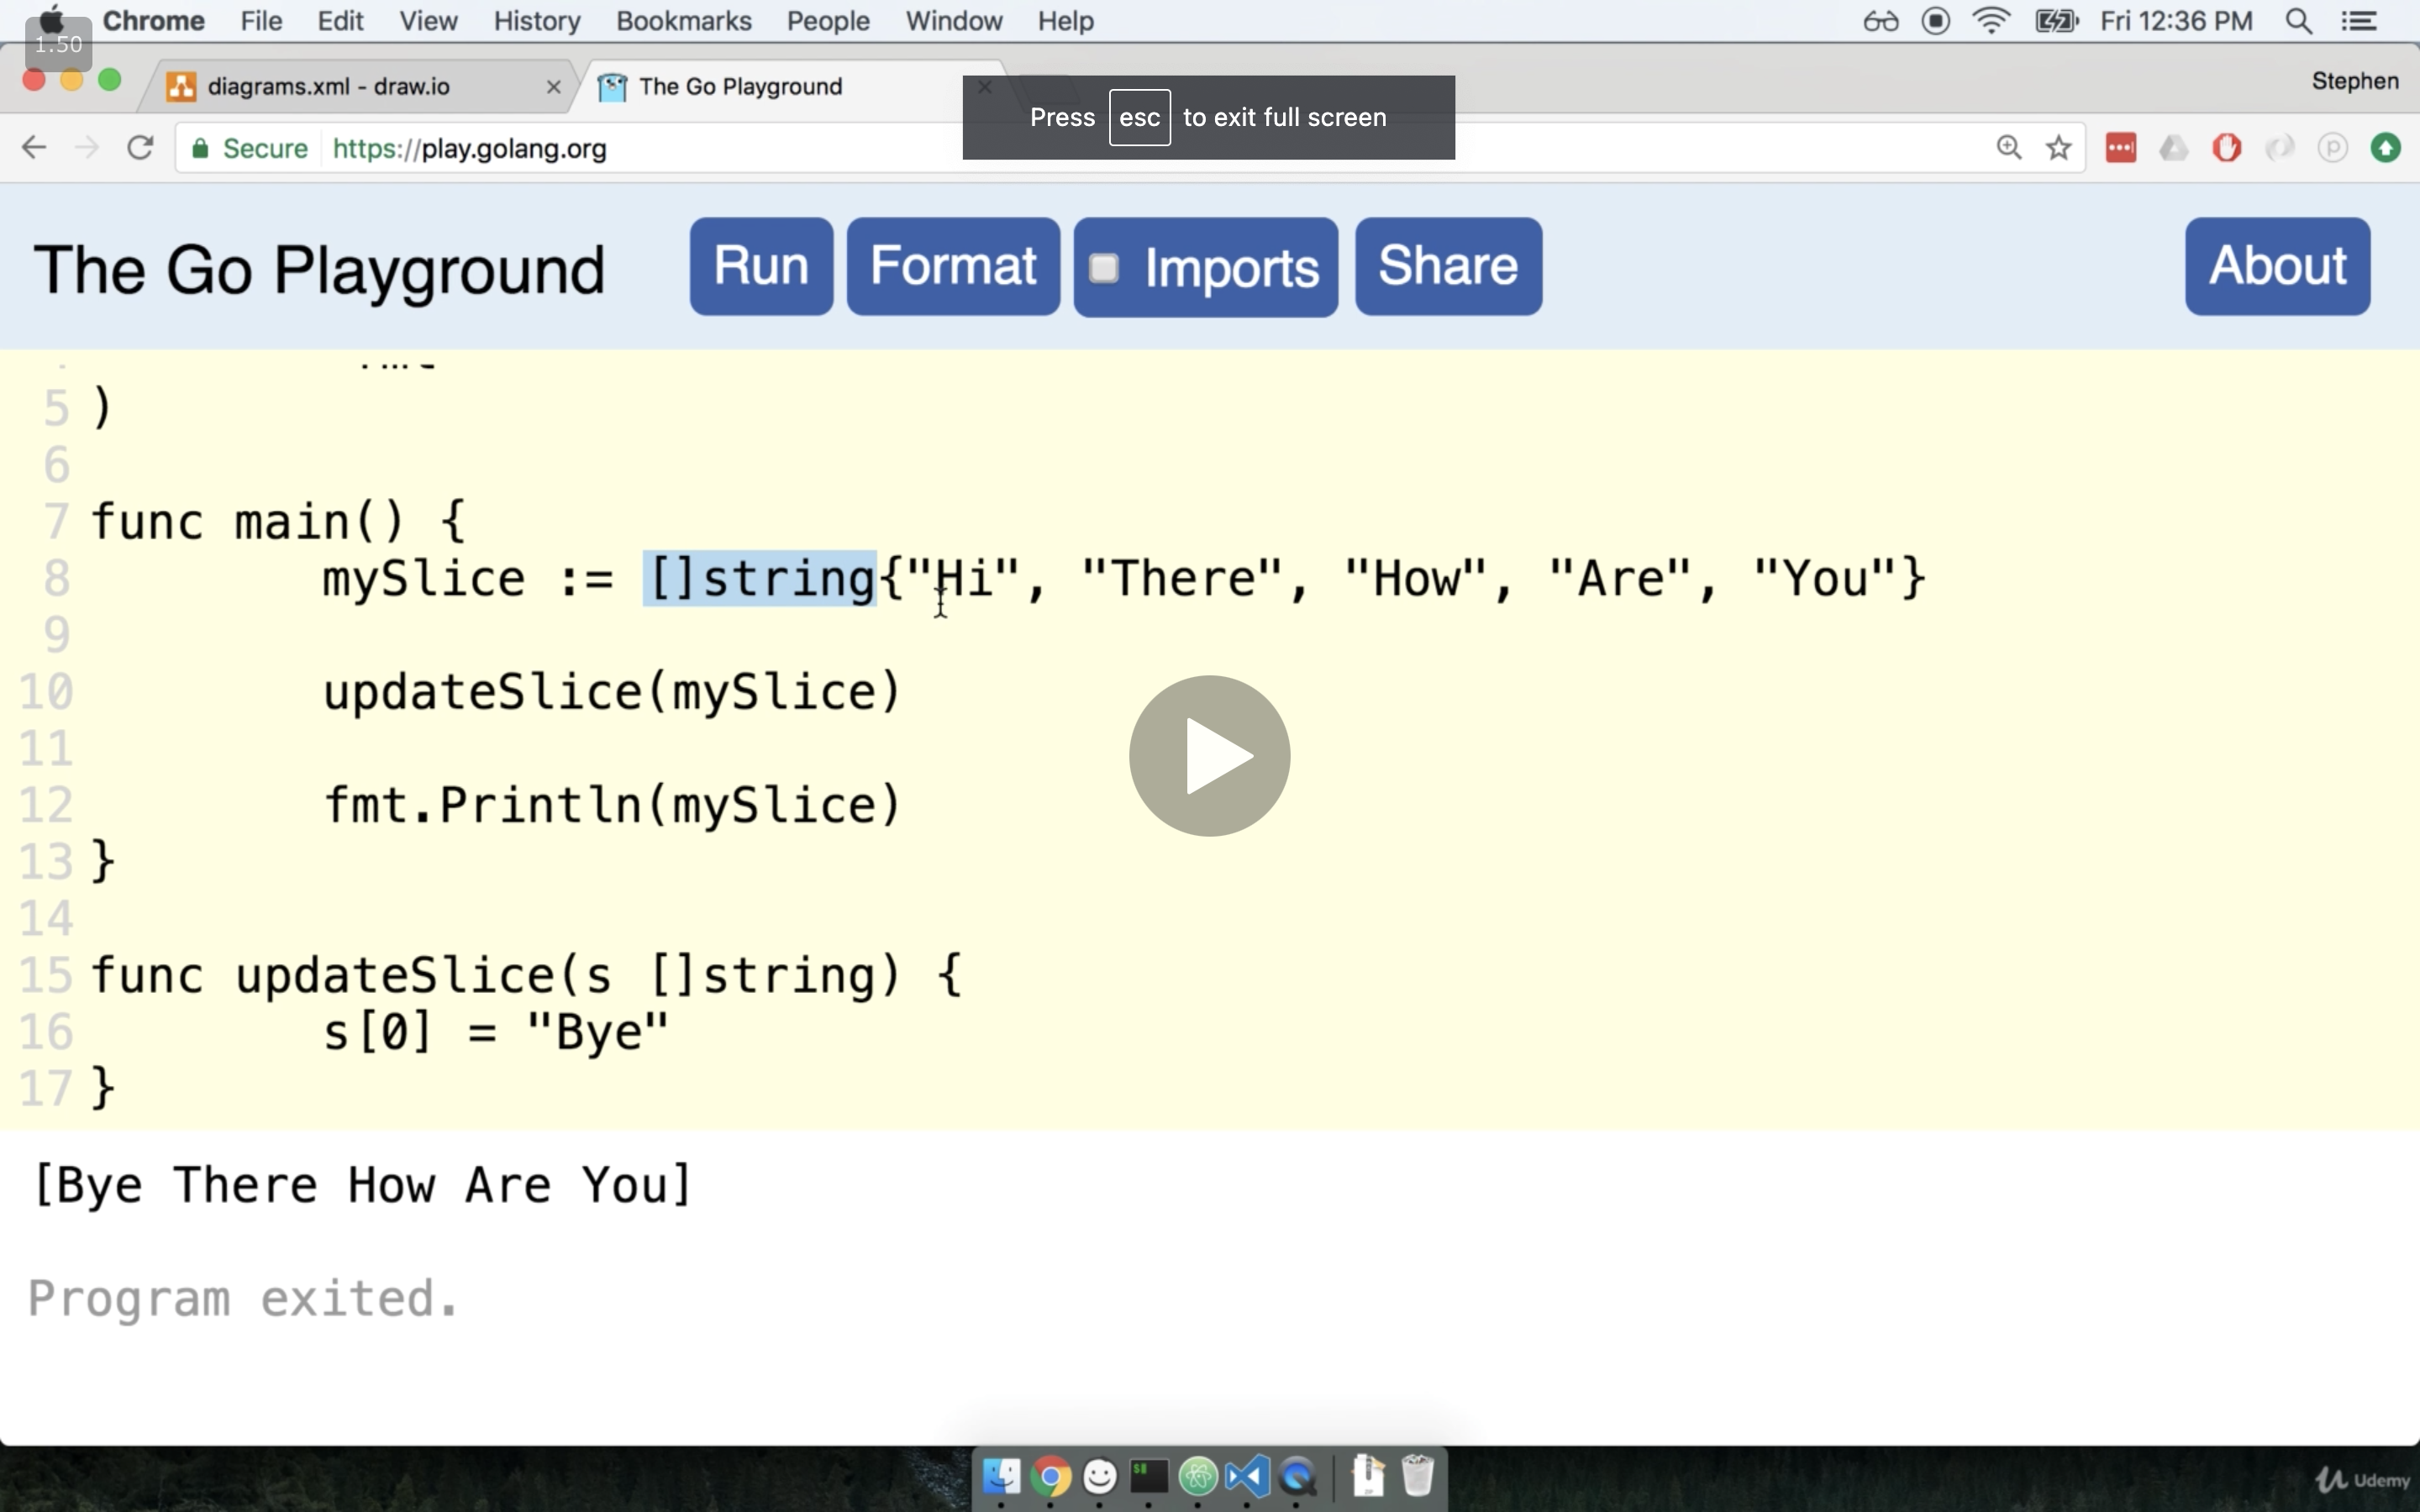 Chrome File Edit View History Bookmarks People Window Help Fri 12:36 PM
1.50
diagrams.xml - draw.io The Go Playground Stephen
Press esc to exit full screen
Secure https://play.golang.org
The Go Playground Run Format Imports Share About
5 )
6
7 func main() {
8 mySlice := []string{"Hi", "There", "How", "Are", "You"}
9
10 updateSlice(mySlice)
11
12 fmt.Println(mySlice)
13 }
14
15 func updateSlice(s []string) {
16 s[0] = "Bye"
17 }
[Bye There How Are You]
Program exited.
Udemy